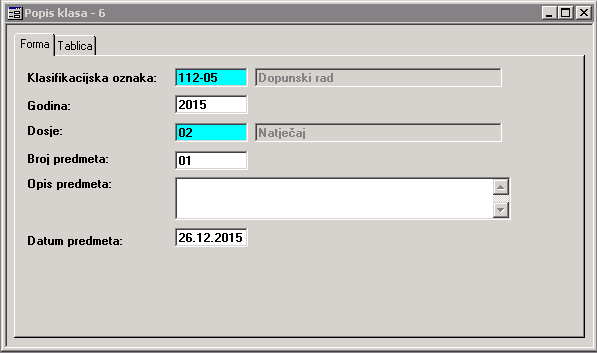 Popis klasa - 6
Forma Tablica
Klasifikacijska oznaka: 112-05 Dopunski rad
Godina: 2015
Dosje: 02 Natječaj
Broj predmeta: 01
Opis predmeta:
Datum predmeta: 26.12.2015